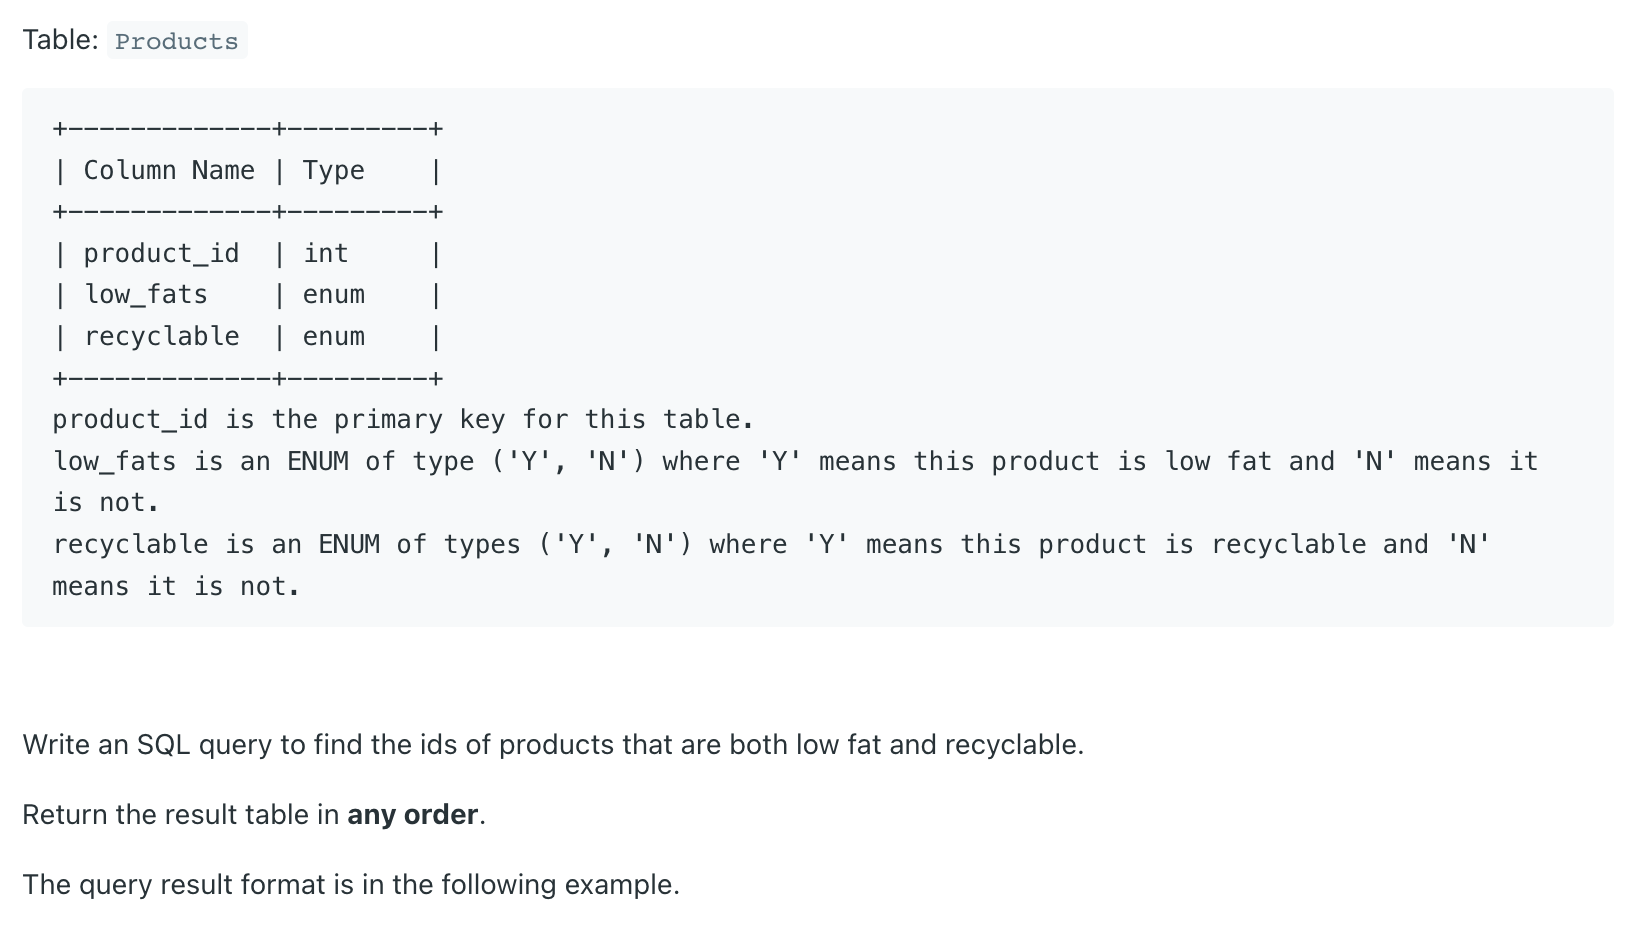 Table: Products
+-------------+---------+
| Column Name | Type    |
+-------------+---------+
| product_id  | int     |
| low_fats    | enum    |
| recyclable  | enum    |
+-------------+---------+
product_id is the primary key for this table.
low_fats is an ENUM of type ('Y', 'N') where 'Y' means this product is low fat and 'N' means it
is not.
recyclable is an ENUM of types ('Y', 'N') where 'Y' means this product is recyclable and 'N'
means it is not.
Write an SQL query to find the ids of products that are both low fat and recyclable.
Return the result table in any order.
The query result format is in the following example.